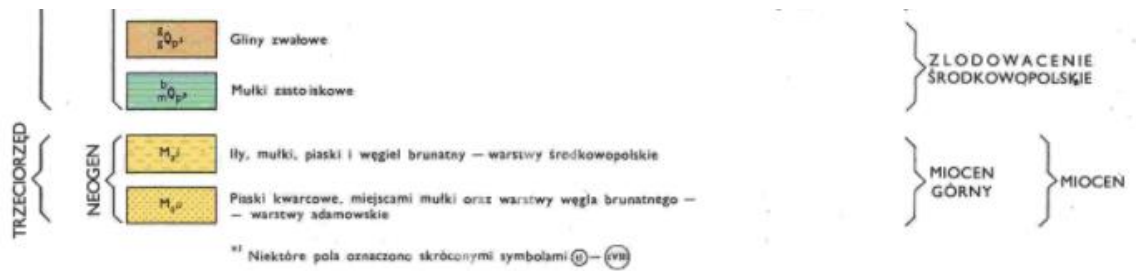 Gliny zwałowe
ZLODOWACENIE
ŚRODKOWOPOLSKIE
Mułki zastoiskowe
TRZECIORZĘD
NEOGEN
Iły, mułki, piaski i węgiel brunatny — warstwy środkowopolskie
Piaski kwarcowe, miejscami mułki oraz warstwy węgla brunatnego —
— warstwy adamowskie
MIOCEN
GÓRNY
MIOCEN
Niektóre pola oznaczono skróconymi symbolami